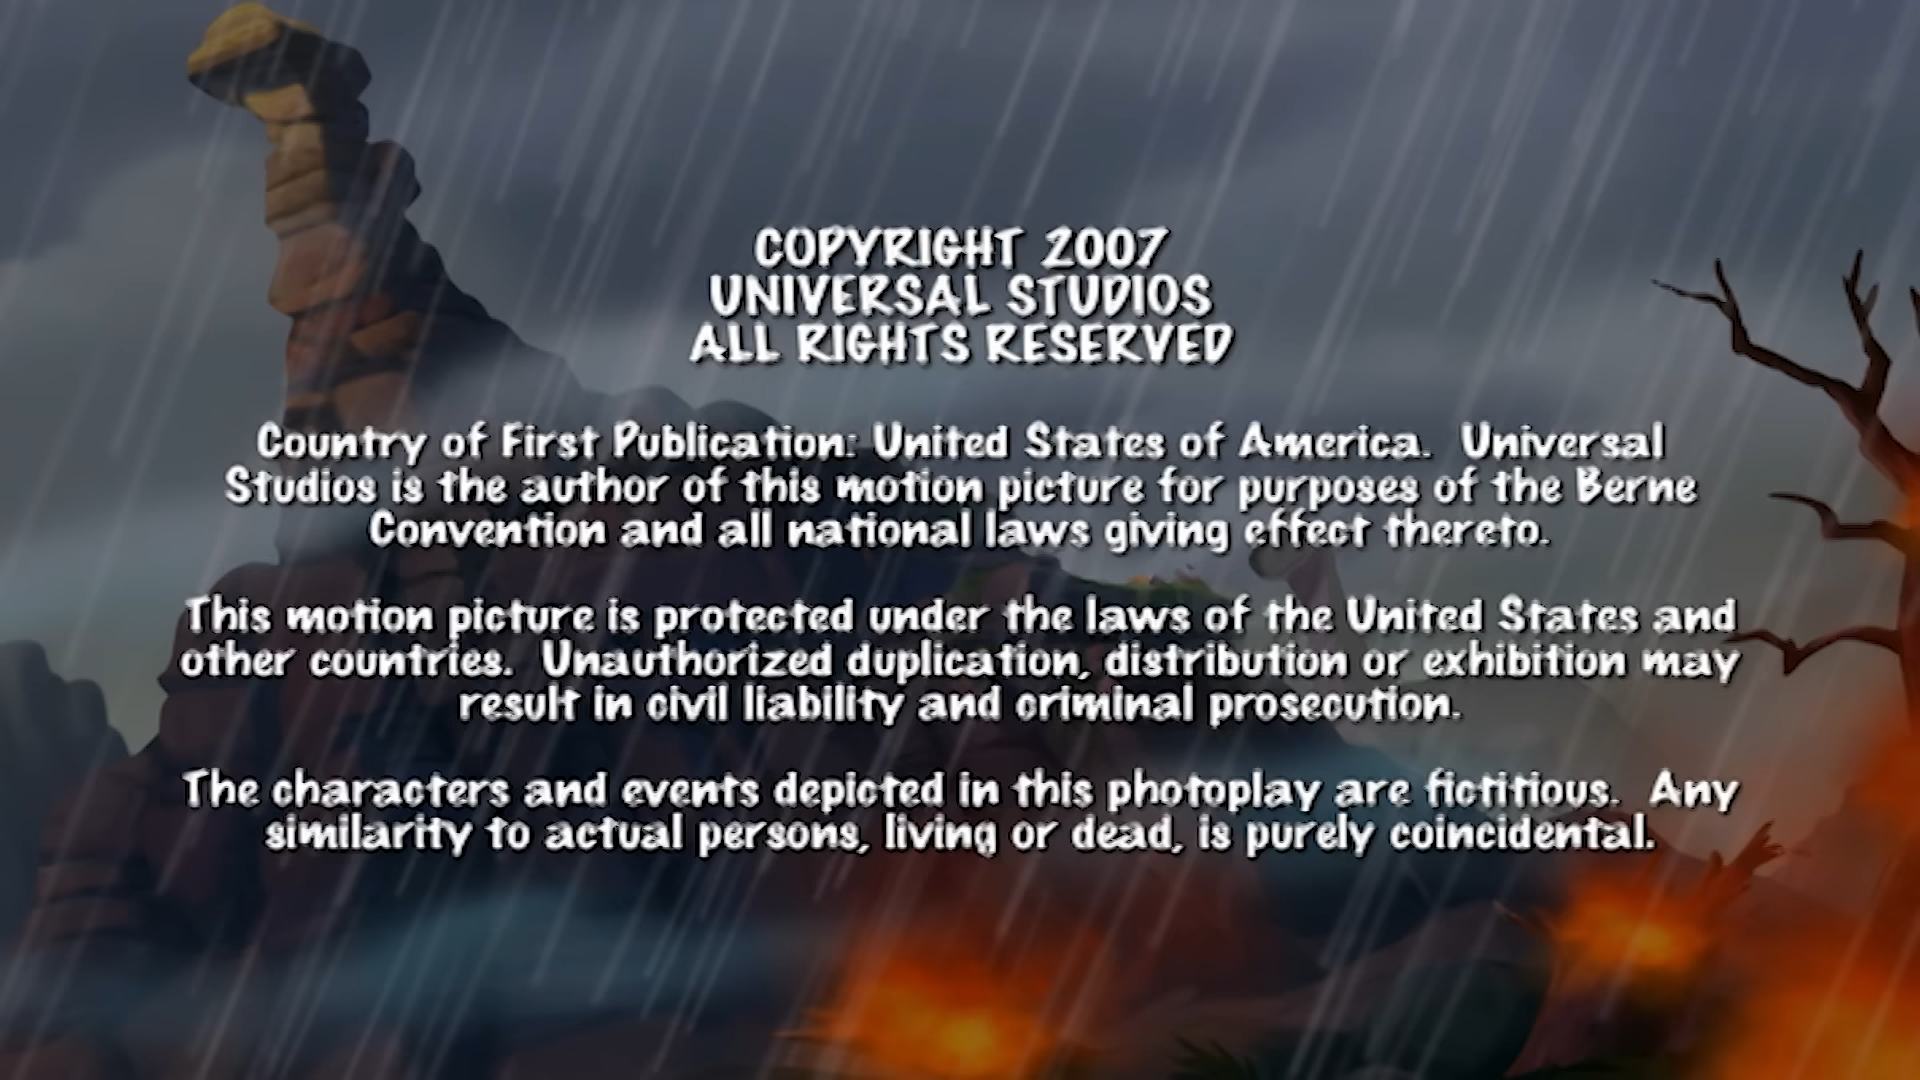 COPYRIGHT 2007
UNIVERSAL STUDIOS
ALL RIGHTS RESERVED
Country of First Publication: United States of America.  Universal
Studios is the author of this motion picture for purposes of the Berne
Convention and all national laws giving effect thereto.
This motion picture is protected under the laws of the United States and
other countries.  Unauthorized duplication, distribution or exhibition may
result in civil liability and criminal prosecution.
The characters and events depicted in this photoplay are fictitious.  Any
similarity to actual persons, living or dead, is purely coincidental.